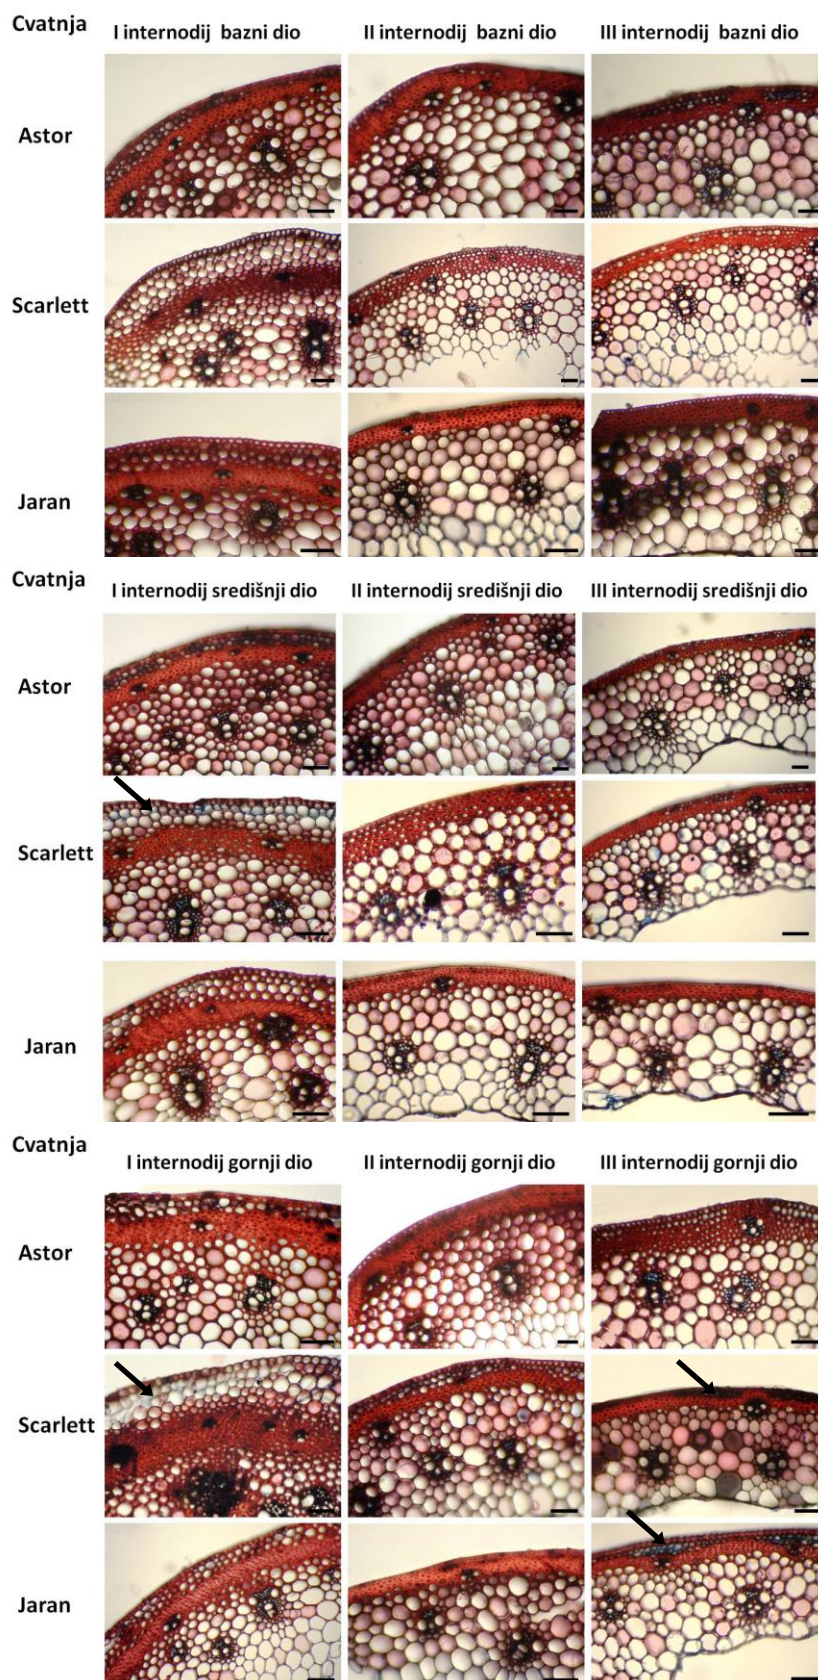 Cvatnja
I internodij bazni dio II internodij bazni dio III internodij bazni dio
Astor
Scarlett
Jaran
Cvatnja
I internodij središnji dio II internodij središnji dio III internodij središnji dio
Astor
Scarlett
Jaran
Cvatnja
I internodij gornji dio II internodij gornji dio III internodij gornji dio
Astor
Scarlett
Jaran